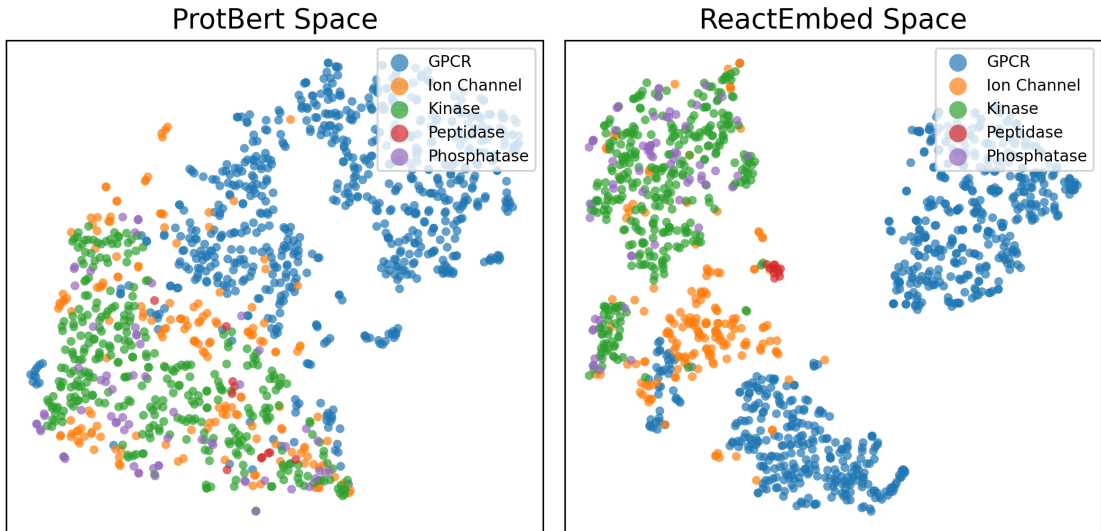 ProtBert Space
GPCR
Ion Channel
Kinase
Peptidase
Phosphatase
ReactEmbed Space
GPCR
Ion Channel
Kinase
Peptidase
Phosphatase